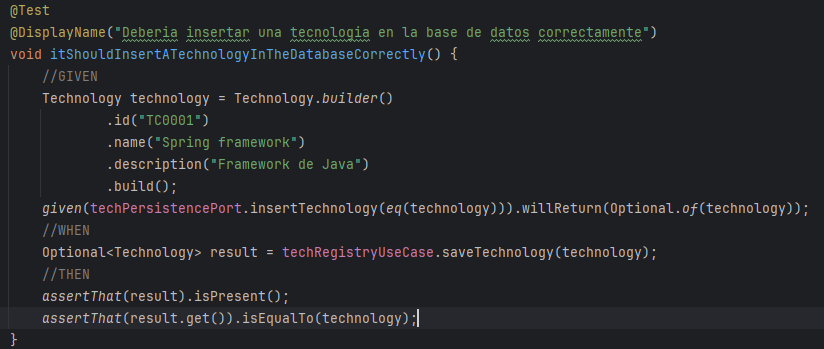 @Test
@DisplayName("Deberia insertar una tecnologia en la base de datos correctamente")
void itShouldInsertATechnologyInTheDatabaseCorrectly() {
    //GIVEN
    Technology technology = Technology.builder()
            .id("TC0001")
            .name("Spring framework")
            .description("Framework de Java")
            .build();
    given(techPersistencePort.insertTechnology(eq(technology))).willReturn(Optional.of(technology));
    //WHEN
    Optional<Technology> result = techRegistryUseCase.saveTechnology(technology);
    //THEN
    assertThat(result).isPresent();
    assertThat(result.get()).isEqualTo(technology);
}